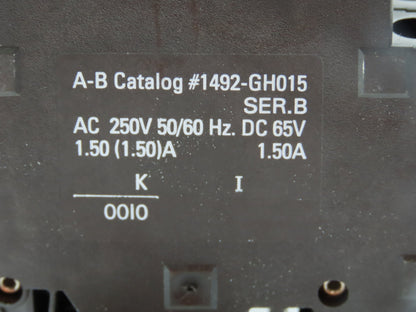 A-B Catalog #1492-GH015
SER.B
AC 250V 50/60 Hz. DC 65V
1.50 (1.50)A 1.50A
K I
0010